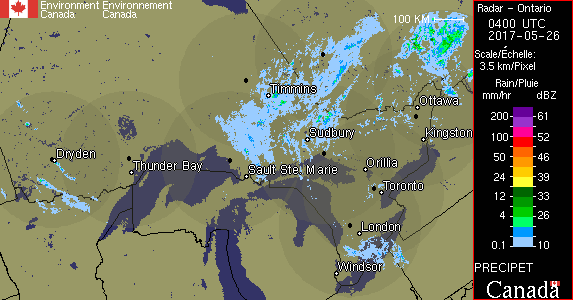 Environment Environnement
Canada Canada
100 KM
Timmins
Ottawa
Sudbury
Kingston
Dryden
Thunder Bay
Sault Ste. Marie
Orillia
Toronto
London
Windsor
Radar - Ontario
0400 UTC
2017-05-26
Scale/Échelle:
3.5 km/Pixel
Rain/Pluie
mm/hr dBZ
200 61
100 52
50 46
24 39
12 33
4 26
0.1 10
PRECIPET
Canada